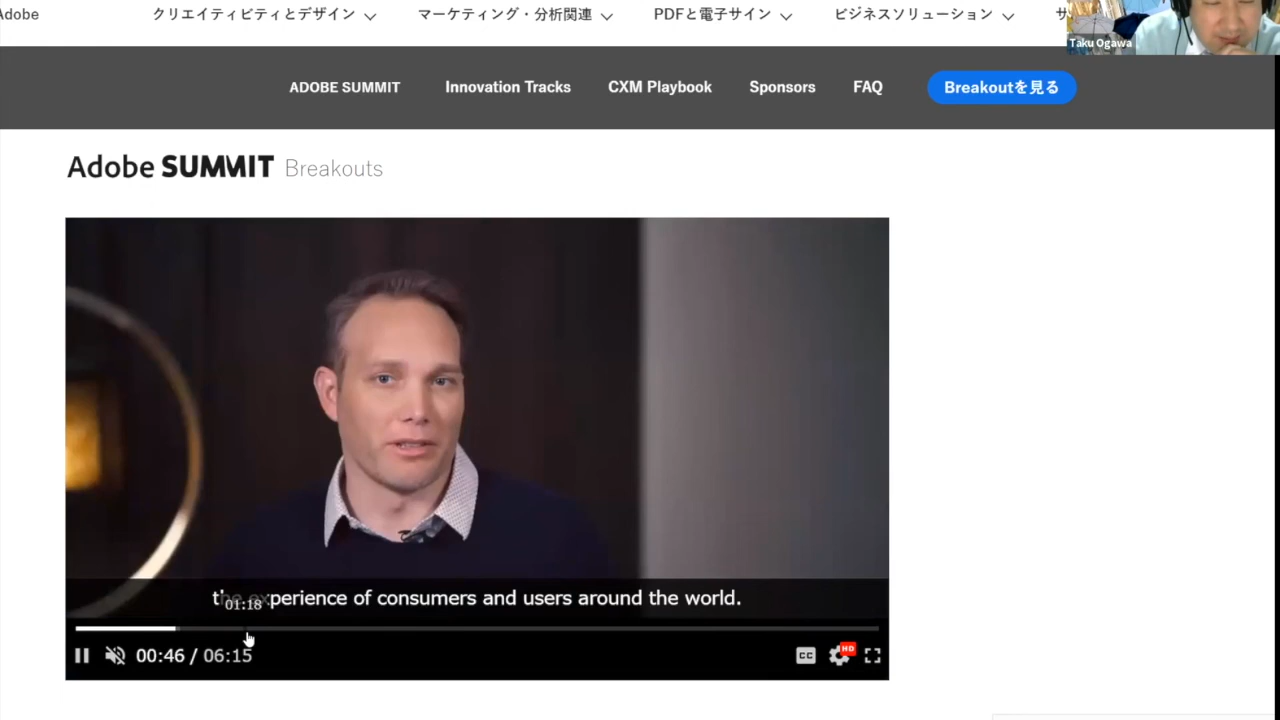 Adobe クリエイティビティとデザイン マーケティング・分析関連 PDFと電子サイン ビジネスソリューション
Taku Ogawa
ADOBE SUMMIT Innovation Tracks CXM Playbook Sponsors FAQ Breakoutを見る
Adobe SUMMIT Breakouts
the experience of consumers and users around the world.
01:18
00:46 / 06:15 CC HD